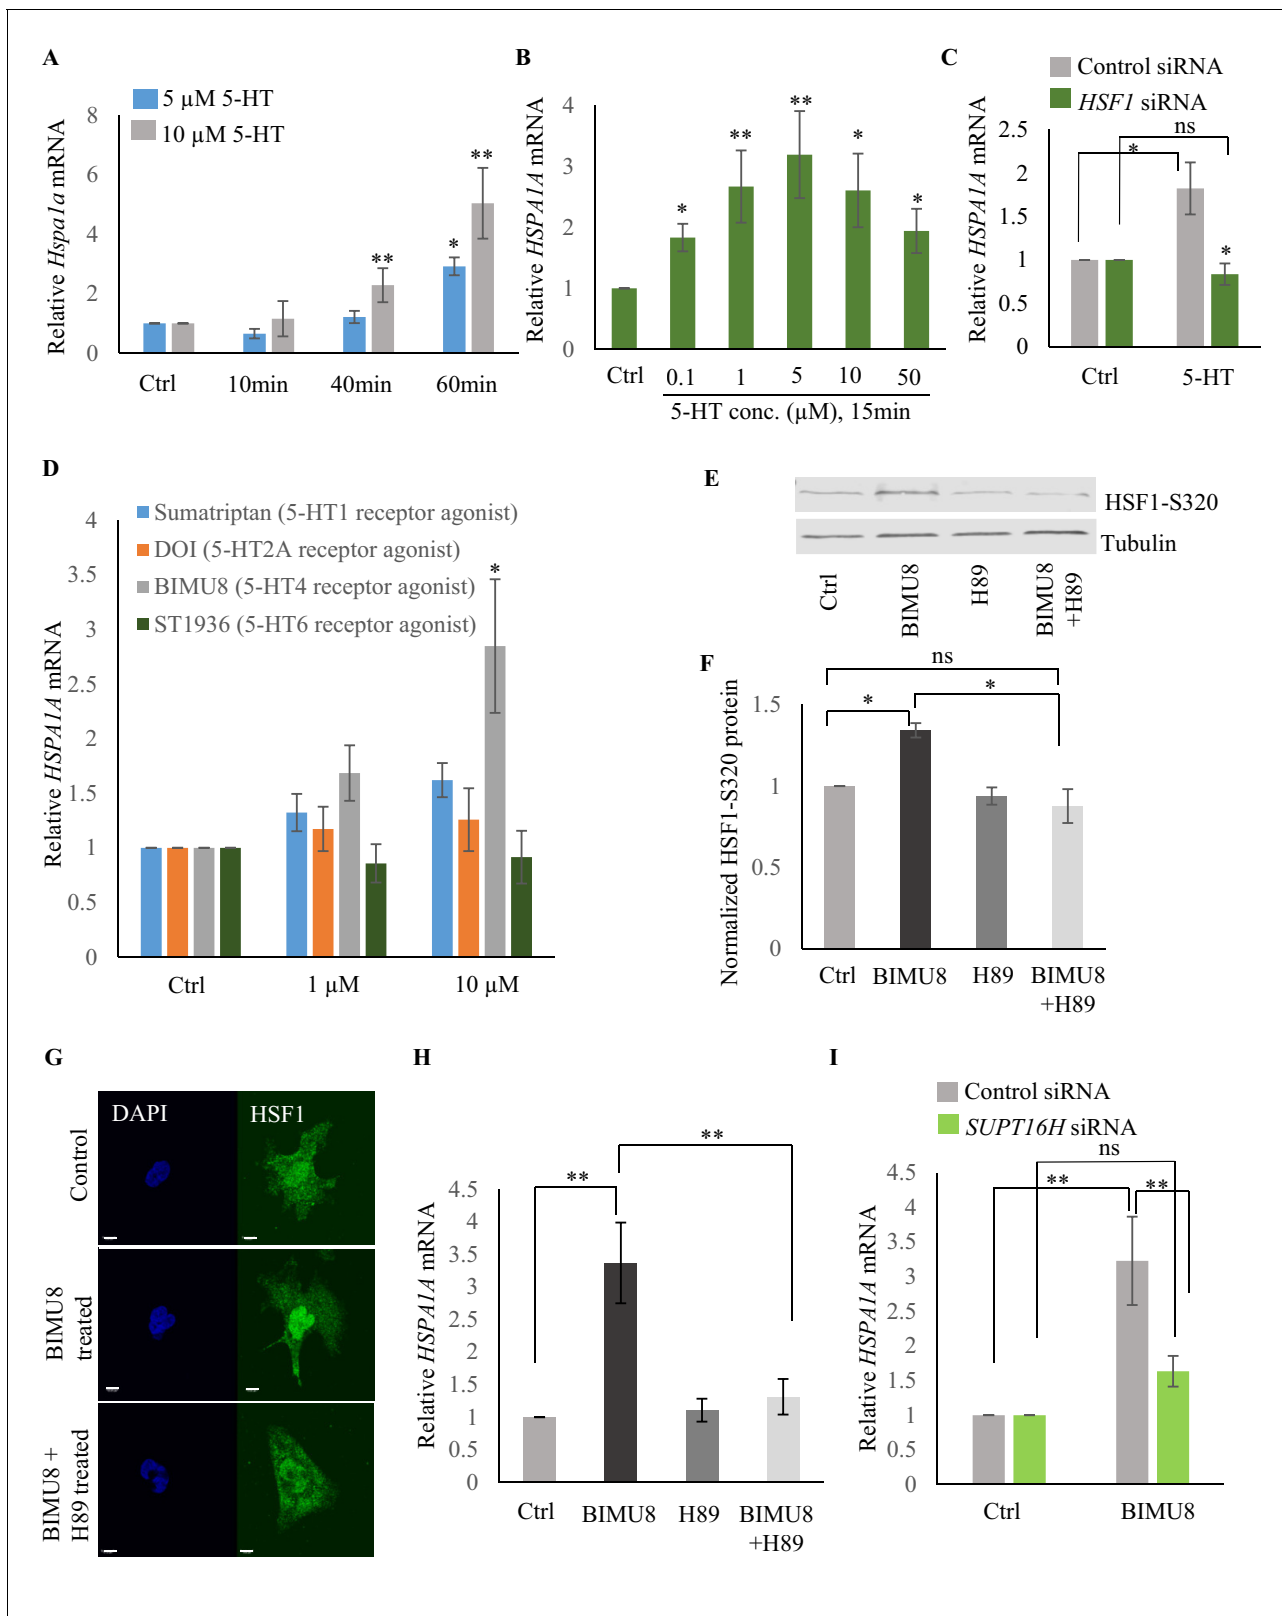 A
5 µM 5-HT
10 µM 5-HT
Relative Hspa1a mRNA
8
6
4
2
0
*
**
**
Ctrl
10min
40min
60min
B
Relative HSPA1A mRNA
4
3
2
1
0
*
**
**
*
*
Ctrl
0.1
1
5
10
50
5-HT conc. (µM), 15min
C
Control siRNA
HSF1 siRNA
Relative HSPA1A mRNA
2.5
2
1.5
1
0.5
0
ns
*
*
Ctrl
5-HT
D
Sumatriptan (5-HT1 receptor agonist)
DOI (5-HT2A receptor agonist)
BIMU8 (5-HT4 receptor agonist)
ST1936 (5-HT6 receptor agonist)
Relative HSPA1A mRNA
4
3.5
3
2.5
2
1.5
1
0.5
0
*
Ctrl
1 µM
10 µM
E
HSF1-S320
Tubulin
Ctrl
BIMU8
H89
BIMU8
+H89
F
Normalized HSF1-S320 protein
1.5
1
0.5
0
ns
*
*
Ctrl
BIMU8
H89
BIMU8
+H89
G
DAPI
HSF1
Control
BIMU8
treated
BIMU8 +
H89 treated
H
Relative HSPA1A mRNA
4.5
4
3.5
3
2.5
2
1.5
1
0.5
0
**
**
Ctrl
BIMU8
H89
BIMU8
+H89
I
Control siRNA
SUPT16H siRNA
Relative HSPA1A mRNA
4.5
4
3.5
3
2.5
2
1.5
1
0.5
0
ns
**
**
Ctrl
BIMU8